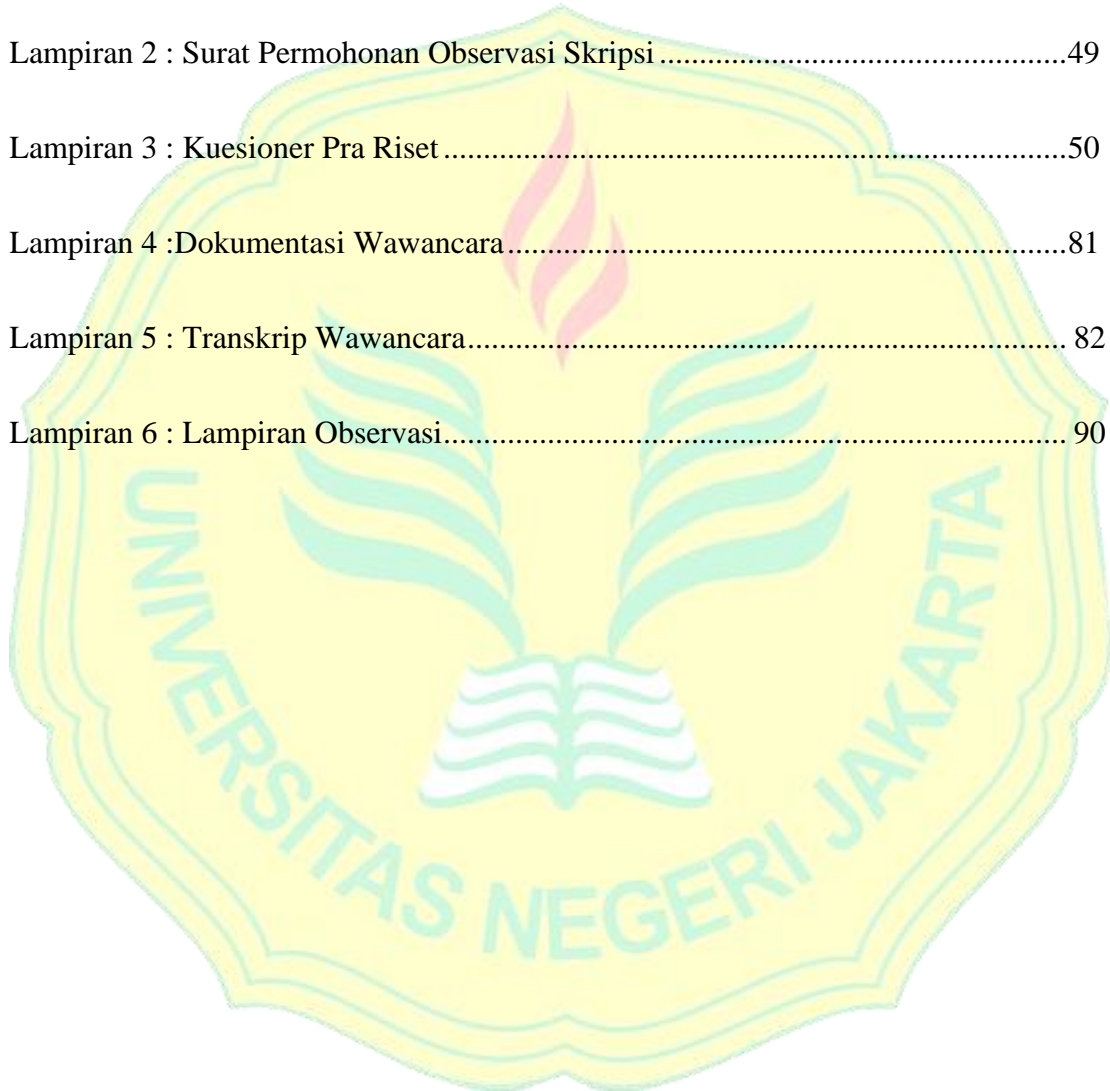 Lampiran 2 : Surat Permohonan Observasi Skripsi ...................................................49
Lampiran 3 : Kuesioner Pra Riset ..............................................................................50
Lampiran 4 :Dokumentasi Wawancara ......................................................................81
Lampiran 5 : Transkrip Wawancara........................................................................... 82
Lampiran 6 : Lampiran Observasi.............................................................................. 90
UNIVERSITAS NEGERI JAKARTA